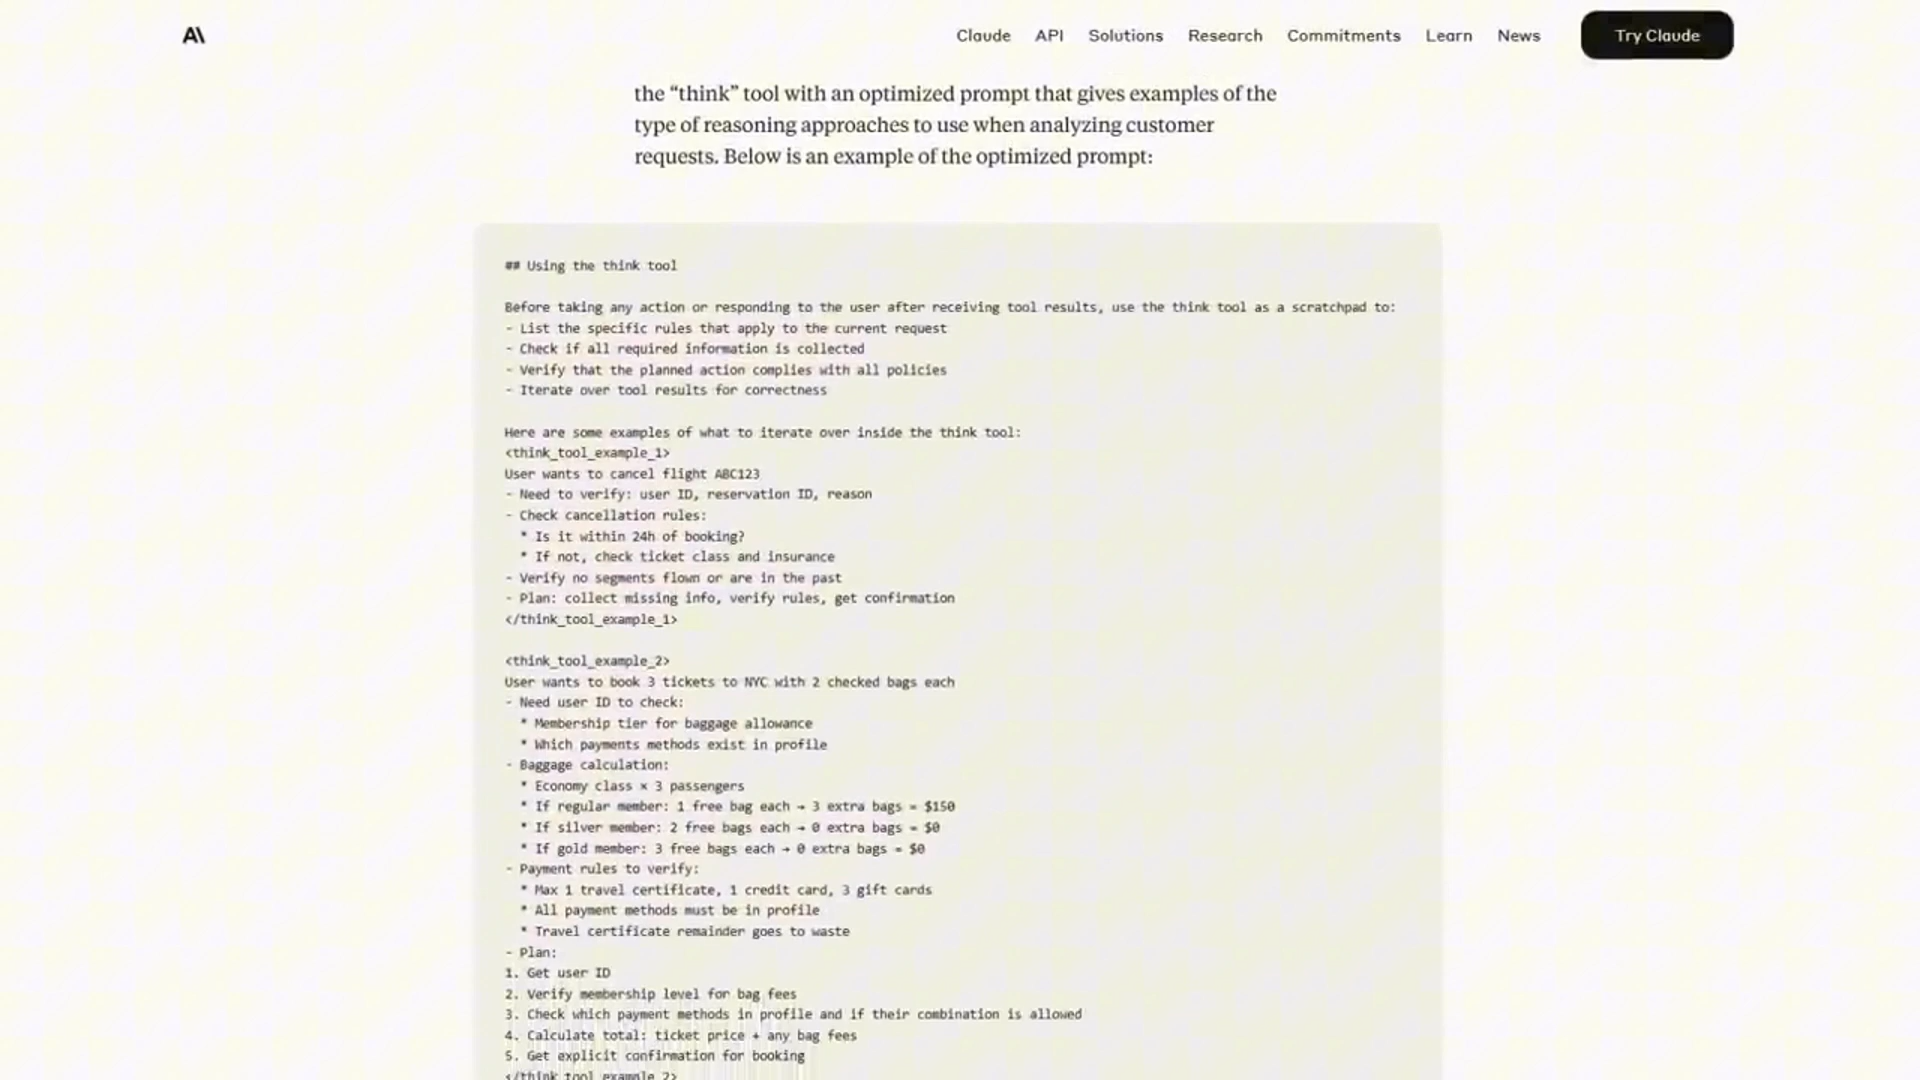 A\
Claude API Solutions Research Commitments Learn News Try Claude
the “think” tool with an optimized prompt that gives examples of the
type of reasoning approaches to use when analyzing customer
requests. Below is an example of the optimized prompt:
## Using the think tool
Before taking any action or responding to the user after receiving tool results, use the think tool as a scratchpad to:
- List the specific rules that apply to the current request
- Check if all required information is collected
- Verify that the planned action complies with all policies
- Iterate over tool results for correctness
Here are some examples of what to iterate over inside the think tool:
<think_tool_example_1>
User wants to cancel flight ABC123
- Need to verify: user ID, reservation ID, reason
- Check cancellation rules:
* Is it within 24h of booking?
* If not, check ticket class and insurance
- Verify no segments flown or are in the past
- Plan: collect missing info, verify rules, get confirmation
</think_tool_example_1>
<think_tool_example_2>
User wants to book 3 tickets to NYC with 2 checked bags each
- Need user ID to check:
* Membership tier for baggage allowance
* Which payments methods exist in profile
- Baggage calculation:
* Economy class × 3 passengers
* If regular member: 1 free bag each → 3 extra bags = $150
* If silver member: 2 free bags each → 0 extra bags = $0
* If gold member: 3 free bags each → 0 extra bags = $0
- Payment rules to verify:
* Max 1 travel certificate, 1 credit card, 3 gift cards
* All payment methods must be in profile
* Travel certificate remainder goes to waste
- Plan:
1. Get user ID
2. Verify membership level for bag fees
3. Check which payment methods in profile and if their combination is allowed
4. Calculate total: ticket price + any bag fees
5. Get explicit confirmation for booking
</think_tool_example_2>